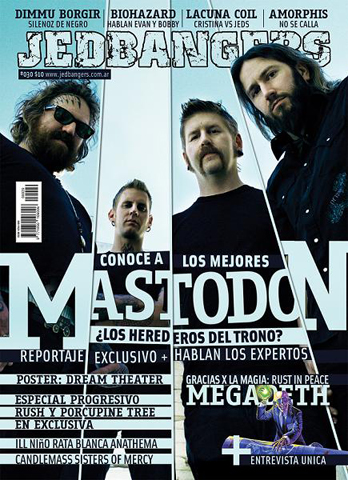 DIMMU BORGIR
SILENOZ DE NEGRO
BIOHAZARD
HABLAN EVAN Y BOBBY
LACUNA COIL
CRISTINA VS JEDS
AMORPHIS
NO SE CALLA
JEDBANGERS
#030 $10 www.jedbangers.com.ar
CONOCE A LOS MEJORES
MASTODON
¿LOS HEREDEROS DEL TRONO?
REPORTAJE EXCLUSIVO + HABLAN LOS EXPERTOS
POSTER: DREAM THEATER
ESPECIAL PROGRESIVO
RUSH Y PORCUPINE TREE
EN EXCLUSIVA
ILL NIñO RATA BLANCA ANATHEMA
CANDLEMASS SISTERS OF MERCY
GRACIAS X LA MAGIA: RUST IN PEACE
MEGADETH
+ ENTREVISTA UNICA